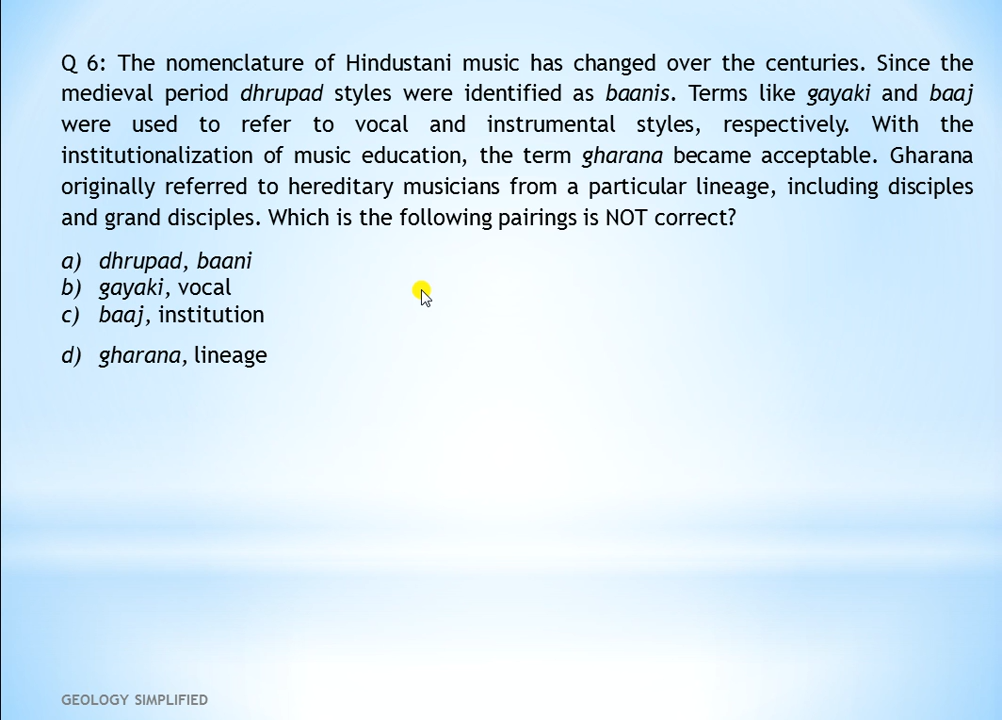 Q 6: The nomenclature of Hindustani music has changed over the centuries. Since the
medieval period dhrupad styles were identified as baanis. Terms like gayaki and baaj
were used to refer to vocal and instrumental styles, respectively. With the
institutionalization of music education, the term gharana became acceptable. Gharana
originally referred to hereditary musicians from a particular lineage, including disciples
and grand disciples. Which is the following pairings is NOT correct?
a) dhrupad, baani
b) gayaki, vocal
c) baaj, institution
d) gharana, lineage
GEOLOGY SIMPLIFIED